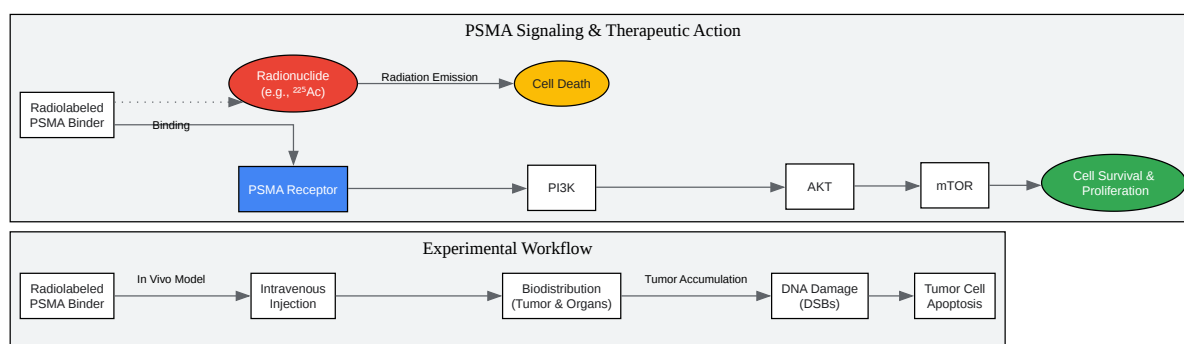 PSMA Signaling & Therapeutic Action
Radionuclide
(e.g., ²²⁵Ac)
Radiation Emission
Cell Death
Radiolabeled
PSMA Binder
Binding
PSMA Receptor
PI3K
AKT
mTOR
Cell Survival &
Proliferation
Experimental Workflow
Radiolabeled
PSMA Binder
In Vivo Model
Intravenous
Injection
Biodistribution
(Tumor & Organs)
Tumor Accumulation
DNA Damage
(DSBs)
Tumor Cell
Apoptosis